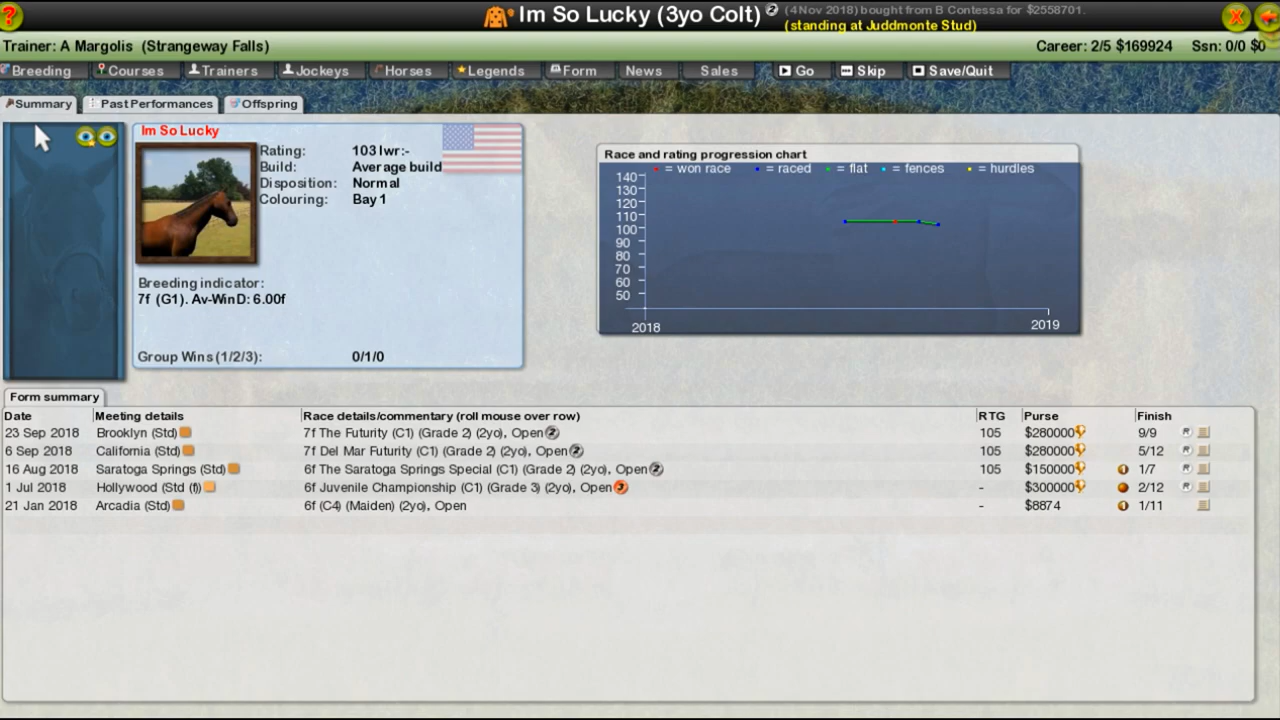 Im So Lucky (3yo Colt) (4Nov 2018) bought from B Contessa for $2558701.
(standing at Juddmonte Stud)
Trainer: A Margolis (Strangeway Falls) Career: 2/5 $169924 Ssn: 0/0 $0
Breeding Courses Trainers Jockeys Horses Legends Form News Sales Go Skip Save/Quit
Summary Past Performances Offspring
Im So Lucky
Rating: 103 lwr:-
Build: Average build
Disposition: Normal
Colouring: Bay 1
Breeding indicator:
7f (G1). Av-WinD: 6.00f
Group Wins (1/2/3): 0/1/0
Race and rating progression chart
= won race = raced = flat = fences = hurdles
140
130
120
110
100
90
80
70
60
50
2018 2019
Form summary
Date Meeting details Race details/commentary (roll mouse over row) RTG Purse Finish
23 Sep 2018 Brooklyn (Std) 7f The Futurity (C1) (Grade 2) (2yo), Open 2 105 $280000 9/9
6 Sep 2018 California (Std) 7f Del Mar Futurity (C1) (Grade 2) (2yo), Open 2 105 $280000 5/12
16 Aug 2018 Saratoga Springs (Std) 6f The Saratoga Springs Special (C1) (Grade 2) (2yo), Open 2 105 $150000 1/7
1 Jul 2018 Hollywood (Std (f)) 6f Juvenile Championship (C1) (Grade 3) (2yo), Open 3 - $300000 2/12
21 Jan 2018 Arcadia (Std) 6f (C4) (Maiden) (2yo), Open - $8874 1/11